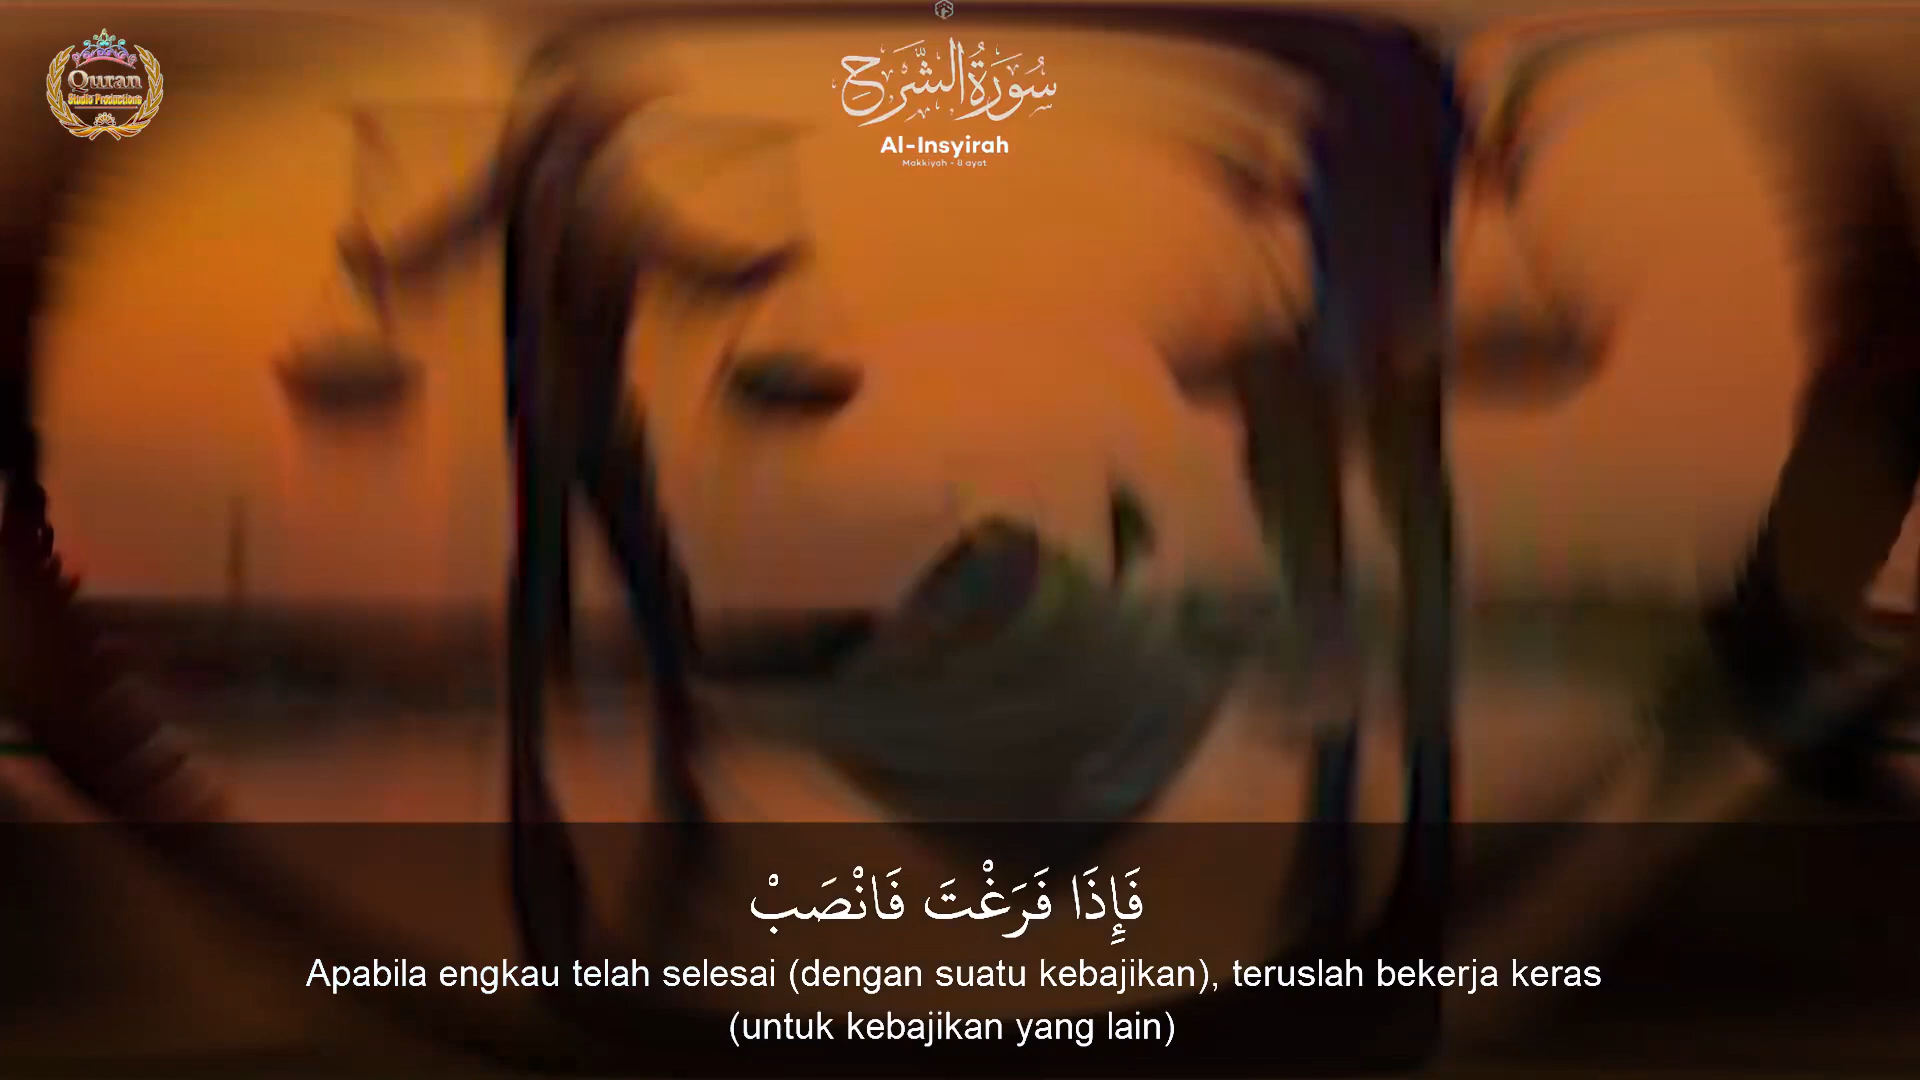 Quran
Studio Productions
سُورَةُ الشَّرْح
Al-Insyirah
Makkiyah - 8 ayat
فَإِذَا فَرَغْتَ فَانْصَبْ
Apabila engkau telah selesai (dengan suatu kebajikan), teruslah bekerja keras
(untuk kebajikan yang lain)